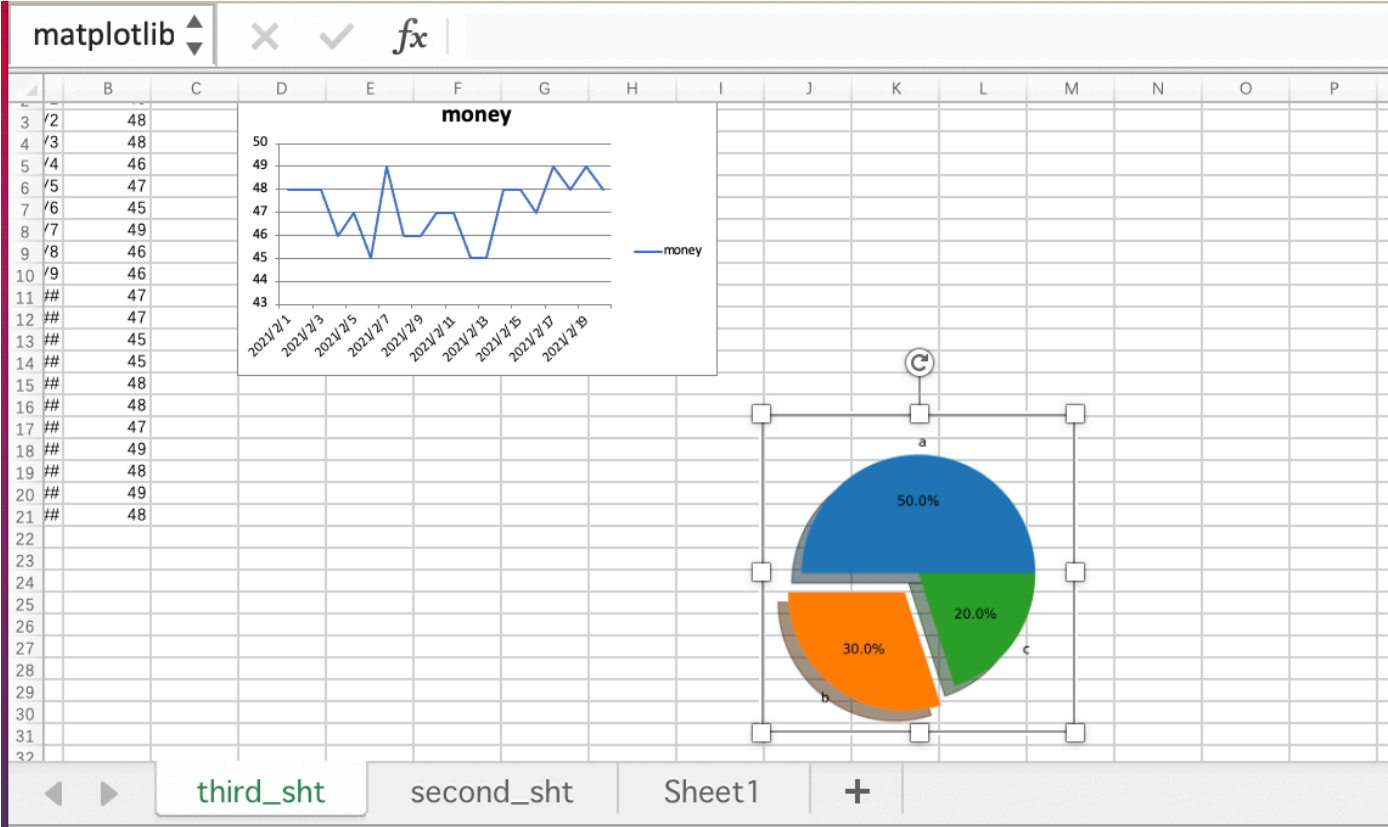 matplotlib
fx
B C D E F G H I J K L M N O P
3 /2 48
4 /3 48
5 /4 46
6 /5 47
7 /6 45
8 /7 49
9 /8 46
10 /9 46
11 ## 47
12 ## 47
13 ## 45
14 ## 45
15 ## 48
16 ## 48
17 ## 47
18 ## 49
19 ## 48
20 ## 49
21 ## 48
22
23
24
25
26
27
28
29
30
31
32
money
50
49
48
47
46
45
44
43
2021/2/1 2021/2/3 2021/2/5 2021/2/7 2021/2/9 2021/2/11 2021/2/13 2021/2/15 2021/2/17 2021/2/19
money
a
50.0%
20.0%
30.0%
c
b
third_sht second_sht Sheet1 +